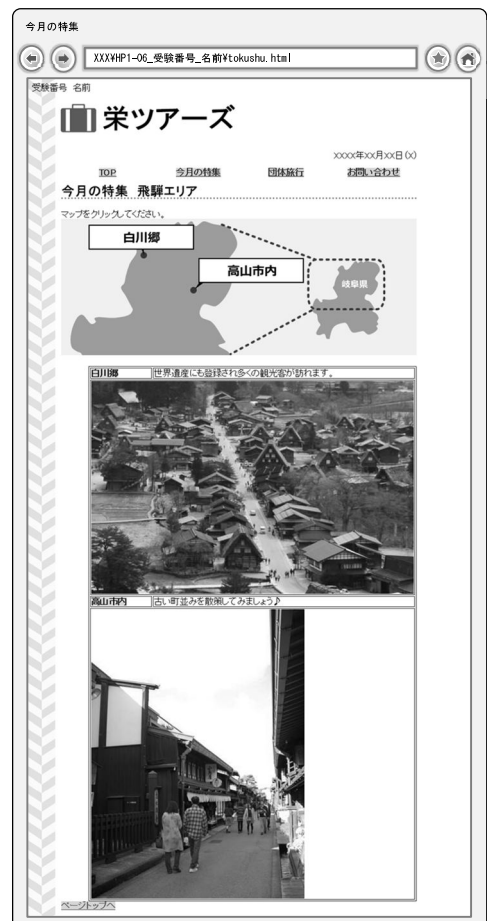 今月の特集
XXX¥HP1-06_受験番号_名前¥tokushu.html
受験番号 名前
栄ツアーズ
xxxx年xx月xx日(x)
TOP 今月の特集 団体旅行 お問い合わせ
今月の特集 飛騨エリア
マップをクリックしてください。
白川郷
高山市内
岐阜県
白川郷 世界遺産にも登録され多くの観光客が訪れます。
高山市内 古い町並みを散策してみましょう♪
ページトップへ